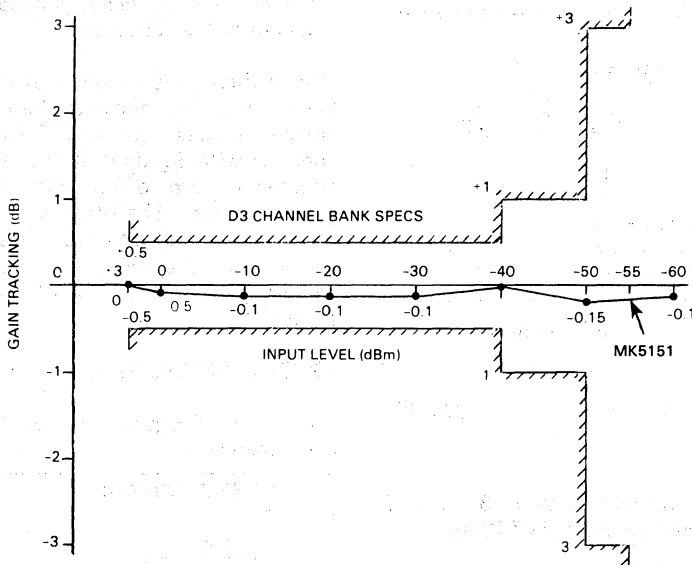 3
+3
2
1
+1
D3 CHANNEL BANK SPECS
+0.5
0 +3 0 -10 -20 -30 -40 -50 -55 -60
0 0 5 -0.1 -0.1 -0.1 -0.15 -0.1
-0.5
INPUT LEVEL (dBm)
MK5151
-1
1
-2
-3
3
GAIN TRACKING (dB)